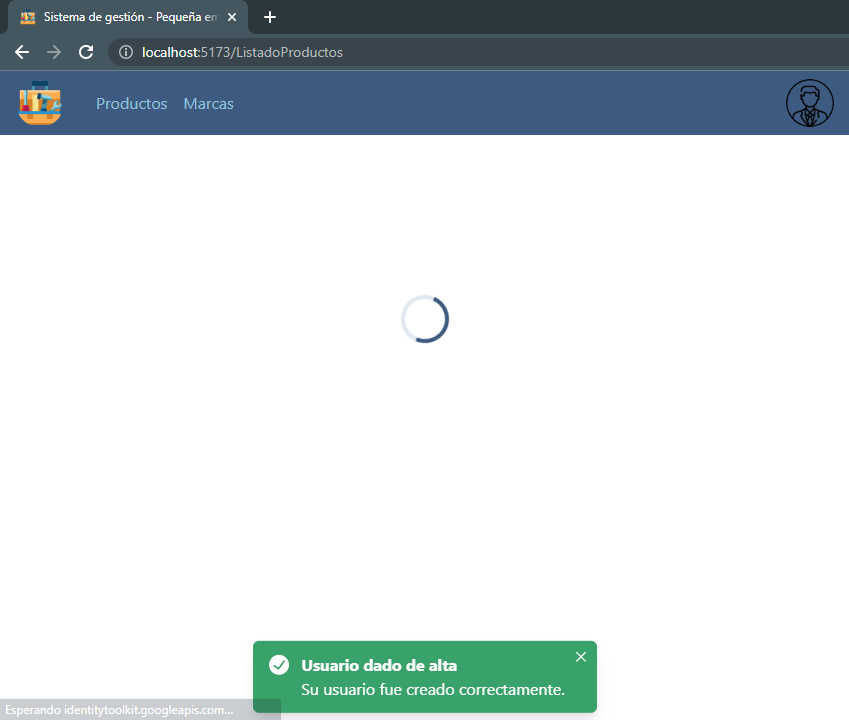 Sistema de gestión - Pequeña em
localhost:5173/ListadoProductos
Productos Marcas
Usuario dado de alta
Su usuario fue creado correctamente.
Esperando identitytoolkit.googleapis.com...